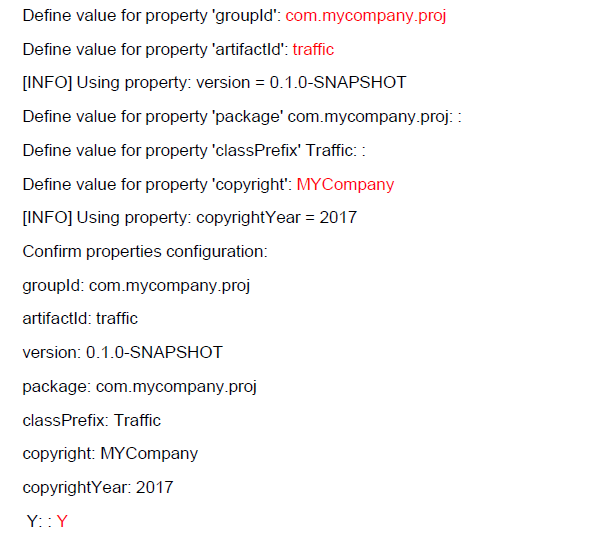 Define value for property 'groupId': com.mycompany.proj
Define value for property 'artifactId': traffic
[INFO] Using property: version = 0.1.0-SNAPSHOT
Define value for property 'package' com.mycompany.proj: :
Define value for property 'classPrefix' Traffic: :
Define value for property 'copyright': MYCompany
[INFO] Using property: copyrightYear = 2017
Confirm properties configuration:
groupId: com.mycompany.proj
artifactId: traffic
version: 0.1.0-SNAPSHOT
package: com.mycompany.proj
classPrefix: Traffic
copyright: MYCompany
copyrightYear: 2017
Y: : Y